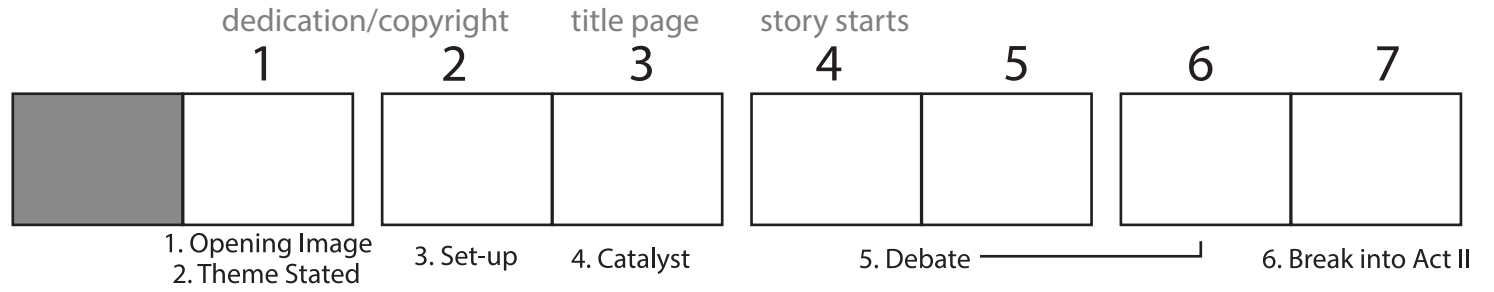 dedication/copyright title page story starts
1 2 3 4 5 6 7
1. Opening Image
2. Theme Stated
3. Set-up
4. Catalyst
5. Debate
6. Break into Act II